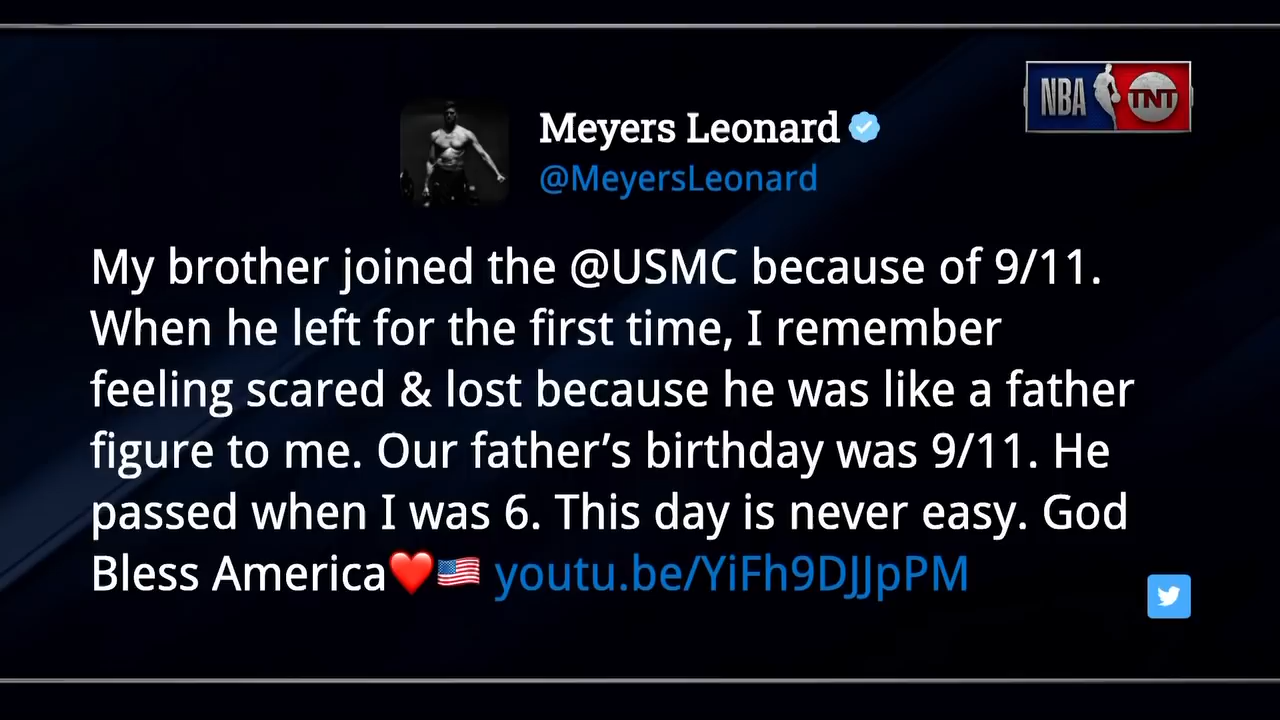 NBA TNT
Meyers Leonard
@MeyersLeonard
My brother joined the @USMC because of 9/11.
When he left for the first time, I remember
feeling scared & lost because he was like a father
figure to me. Our father’s birthday was 9/11. He
passed when I was 6. This day is never easy. God
Bless America❤️🇺🇸 youtu.be/YiFh9DJJpPM